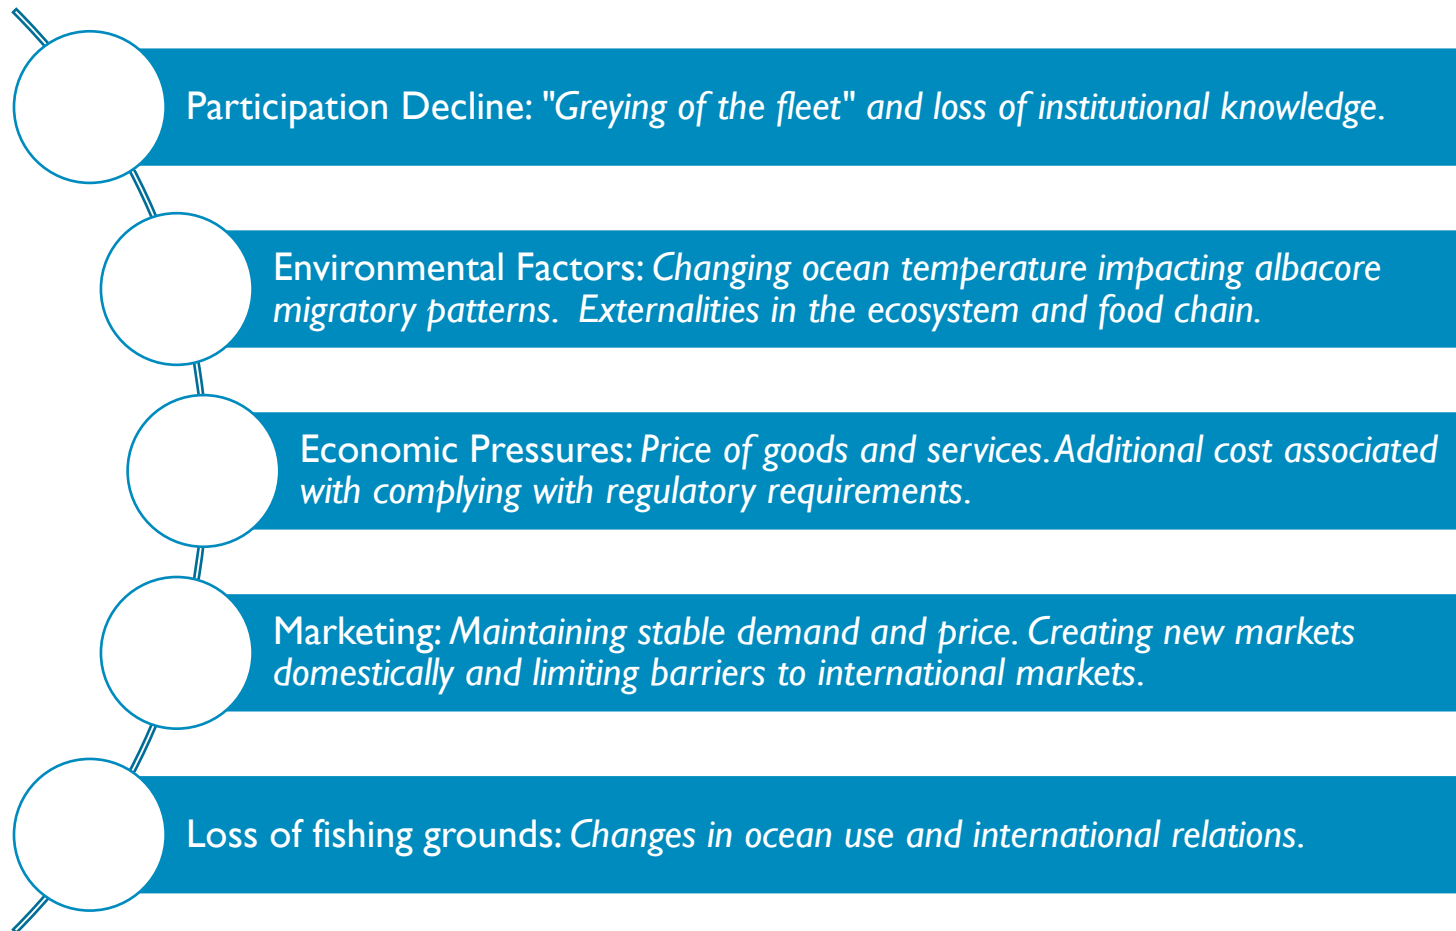 Participation Decline: "Greying of the fleet" and loss of institutional knowledge.
Environmental Factors: Changing ocean temperature impacting albacore
migratory patterns.  Externalities in the ecosystem and food chain.
Economic Pressures: Price of goods and services. Additional cost associated
with complying with regulatory requirements.
Marketing: Maintaining stable demand and price. Creating new markets
domestically and limiting barriers to international markets.
Loss of fishing grounds: Changes in ocean use and international relations.